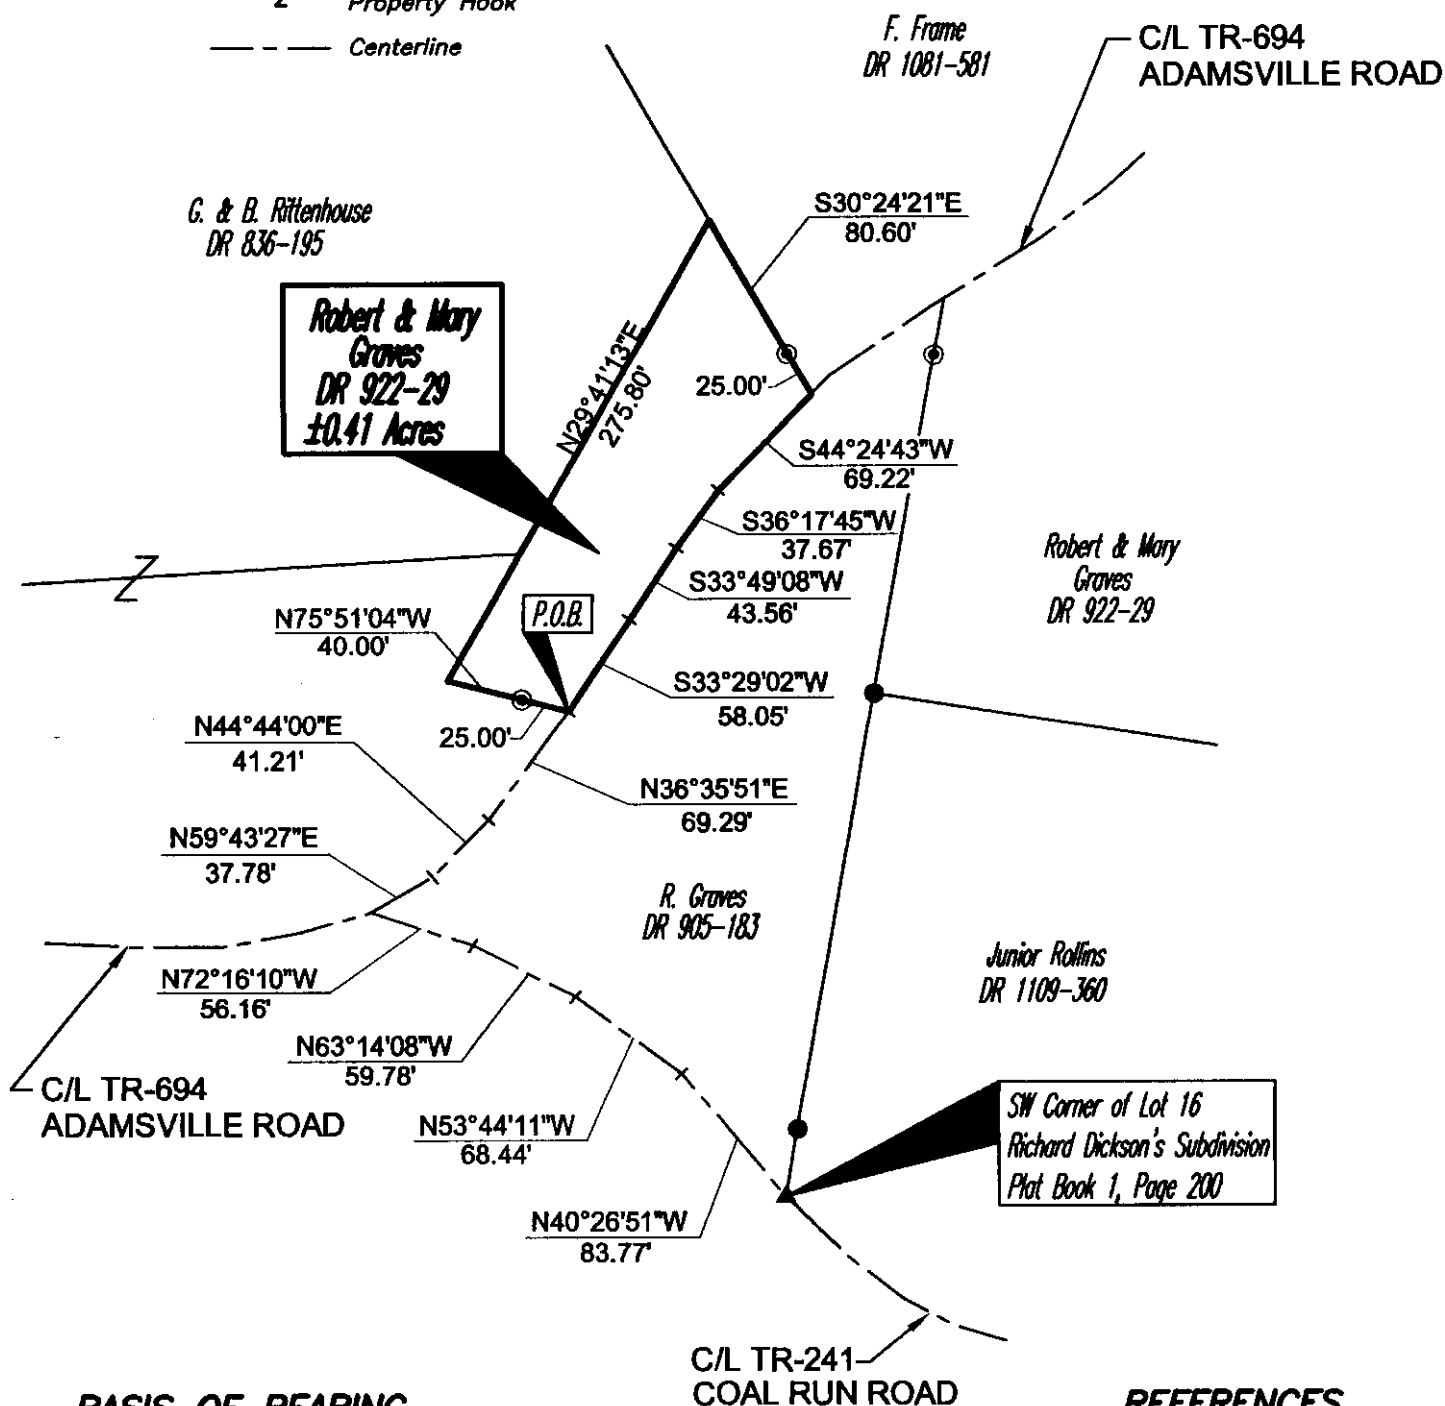 Property Hook
Centerline
F. Frame
DR 1081-581
C/L TR-694
ADAMSVILLE ROAD
G. & B. Rittenhouse
DR 836-195
S30°24'21"E
80.60'
Robert & Mary
Graves
DR 922-29
±0.41 Acres
N29°41'13"E
275.80'
25.00'
S44°24'43"W
69.22'
S36°17'45"W
37.67'
Robert & Mary
Graves
DR 922-29
S33°49'08"W
43.56'
Z
N75°51'04"W
40.00'
P.O.B.
S33°29'02"W
58.05'
N44°44'00"E
41.21'
25.00'
N36°35'51"E
69.29'
N59°43'27"E
37.78'
R. Graves
DR 905-183
Junior Rollins
DR 1109-360
N72°16'10"W
56.16'
N63°14'08"W
59.78'
C/L TR-694
ADAMSVILLE ROAD
N53°44'11"W
68.44'
SW Corner of Lot 16
Richard Dickson's Subdivision
Plat Book 1, Page 200
N40°26'51"W
83.77'
C/L TR-241
COAL RUN ROAD
BASIS OF BEARING
REFERENCES